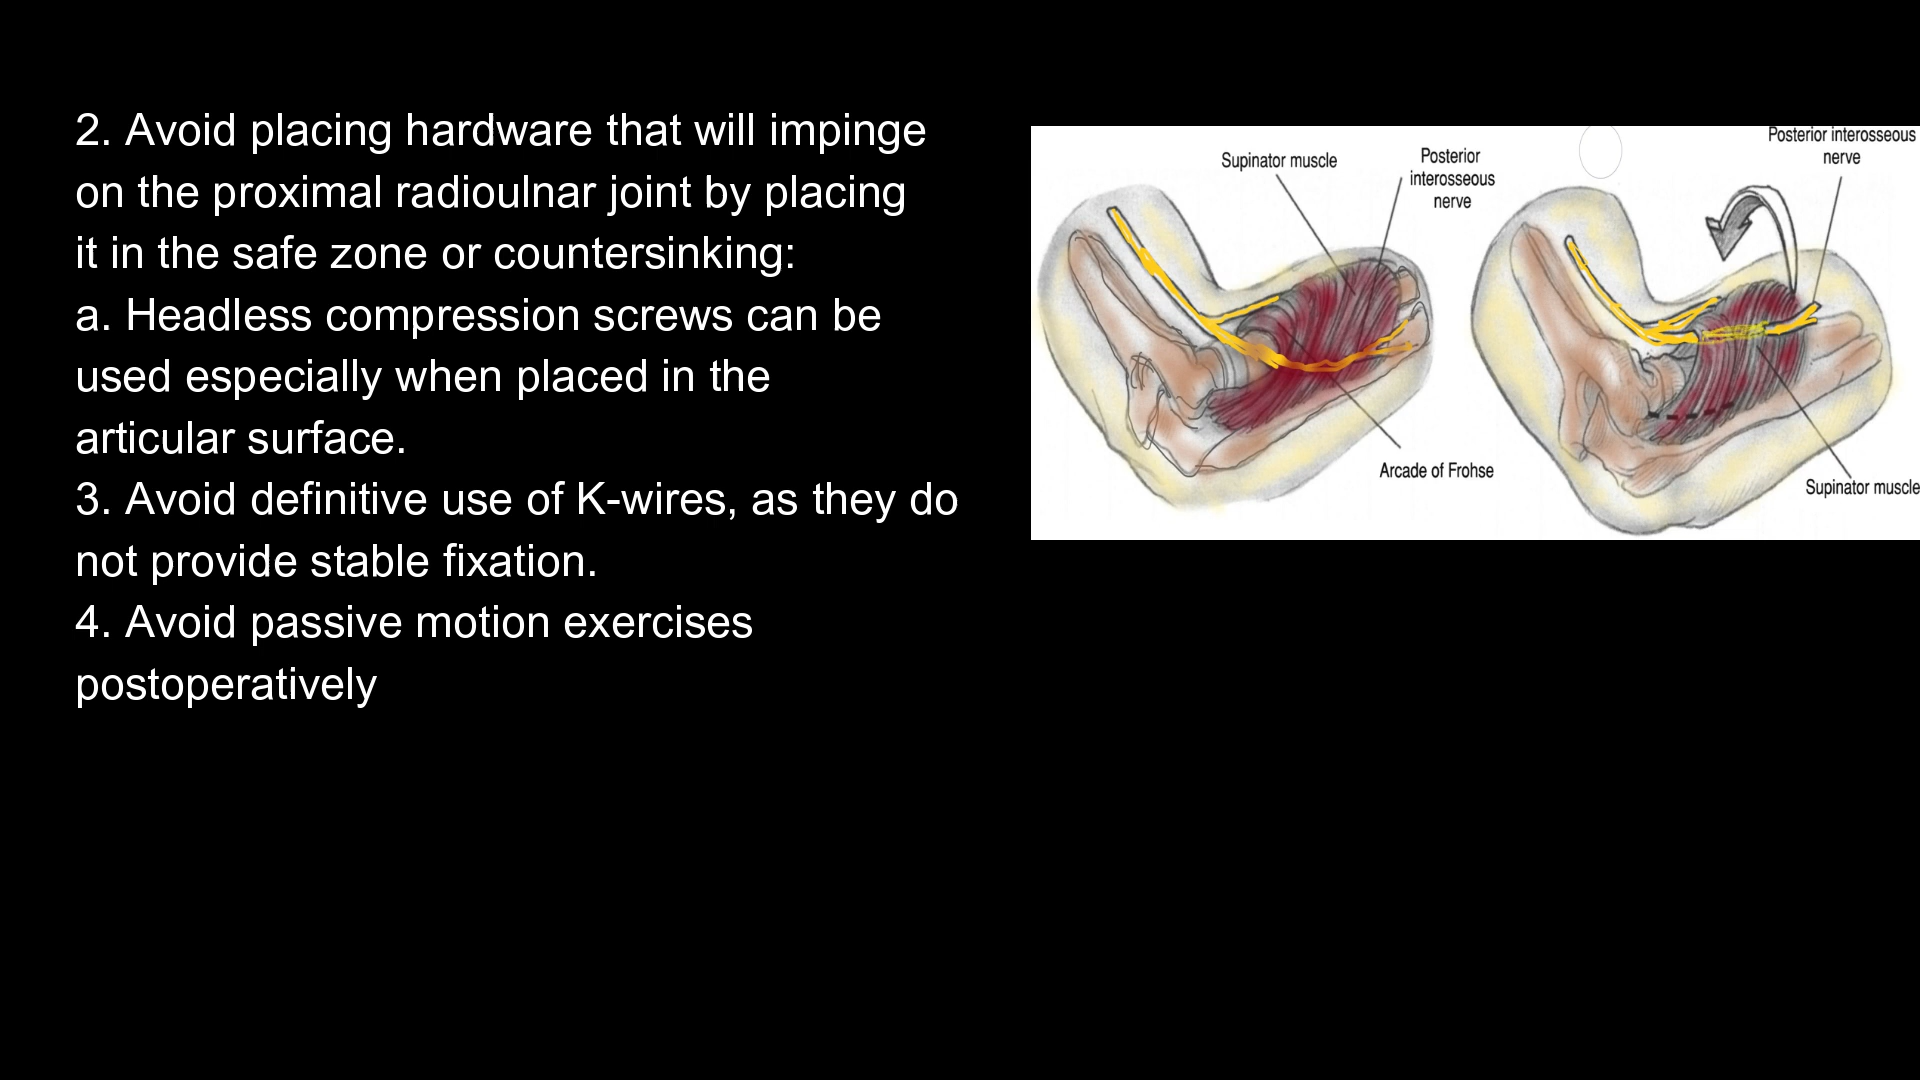 2. Avoid placing hardware that will impinge
on the proximal radioulnar joint by placing
it in the safe zone or countersinking:
a. Headless compression screws can be
used especially when placed in the
articular surface.
3. Avoid definitive use of K-wires, as they do
not provide stable fixation.
4. Avoid passive motion exercises
postoperatively
Supinator muscle
Posterior
interosseous
nerve
Arcade of Frohse
Posterior interosseous
nerve
Supinator muscle